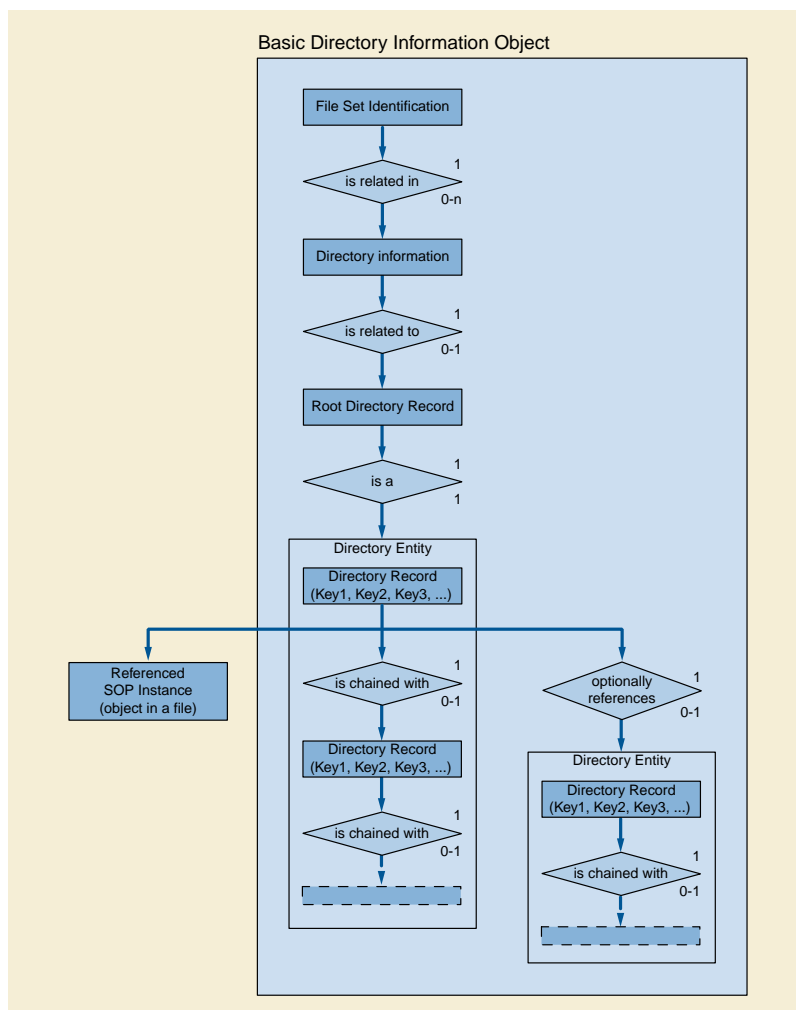 Basic Directory Information Object
File Set Identification
1
is related in
0-n
Directory information
1
is related to
0-1
Root Directory Record
1
is a
1
Directory Entity
Directory Record
(Key1, Key2, Key3, ...)
Referenced
SOP Instance
(object in a file)
1
is chained with
0-1
1
optionally
references
0-1
Directory Record
(Key1, Key2, Key3, ...)
1
is chained with
0-1
Directory Entity
Directory Record
(Key1, Key2, Key3, ...)
1
is chained with
0-1